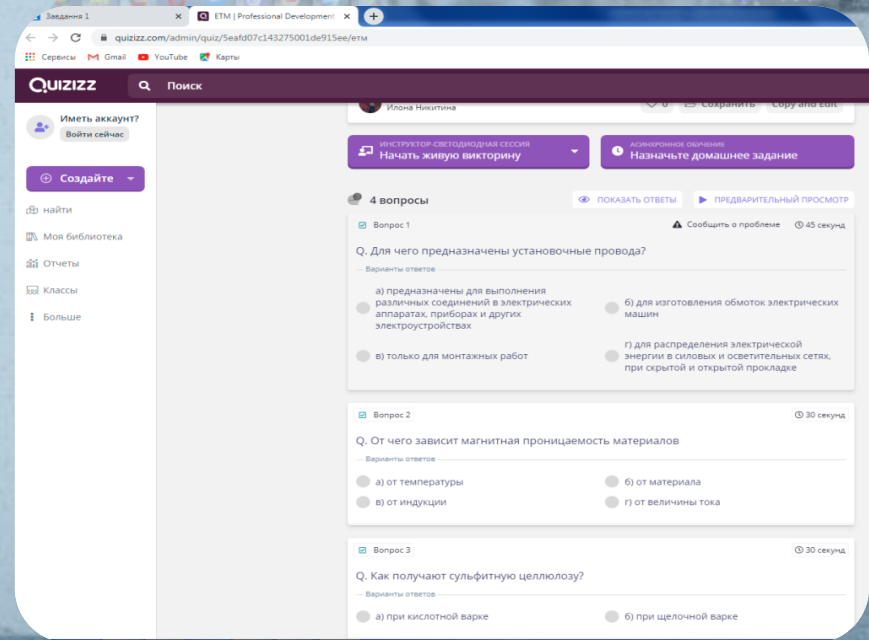 Завдання 1
ETM | Professional Development
quizizz.com/admin/quiz/5eafd07c143275001de915ee/етм
Сервисы Gmail YouTube Карты
Quizizz Поиск
Илона Никитина
0 Сохранить Copy and Edit
Иметь аккаунт?
Войти сейчас
Создайте
найти
Моя библиотека
Отчеты
Классы
Больше
ИНСТРУКТОР-СВЕТОДИОДНАЯ СЕССИЯ
Начать живую викторину
АСИНХРОННОЕ ОБУЧЕНИЕ
Назначьте домашнее задание
4 вопросы
ПОКАЗАТЬ ОТВЕТЫ
ПРЕДВАРИТЕЛЬНЫЙ ПРОСМОТР
Вопрос 1
Сообщить о проблеме
45 секунд
Q. Для чего предназначены установочные провода?
Варианты ответов
а) предназначены для выполнения
различных соединений в электрических
аппаратах, приборах и других
электроустройствах
б) для изготовления обмоток электрических
машин
в) только для монтажных работ
г) для распределения электрической
энергии в силовых и осветительных сетях,
при скрытой и открытой прокладке
Вопрос 2
30 секунд
Q. От чего зависит магнитная проницаемость материалов
Варианты ответов
а) от температуры
б) от материала
в) от индукции
г) от величины тока
Вопрос 3
30 секунд
Q. Как получают сульфитную целлюлозу?
Варианты ответов
а) при кислотной варке
б) при щелочной варке